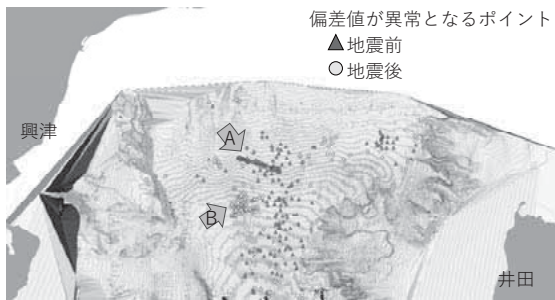 偏差値が異常となるポイント
▲地震前
○地震後
興津
A
B
井田